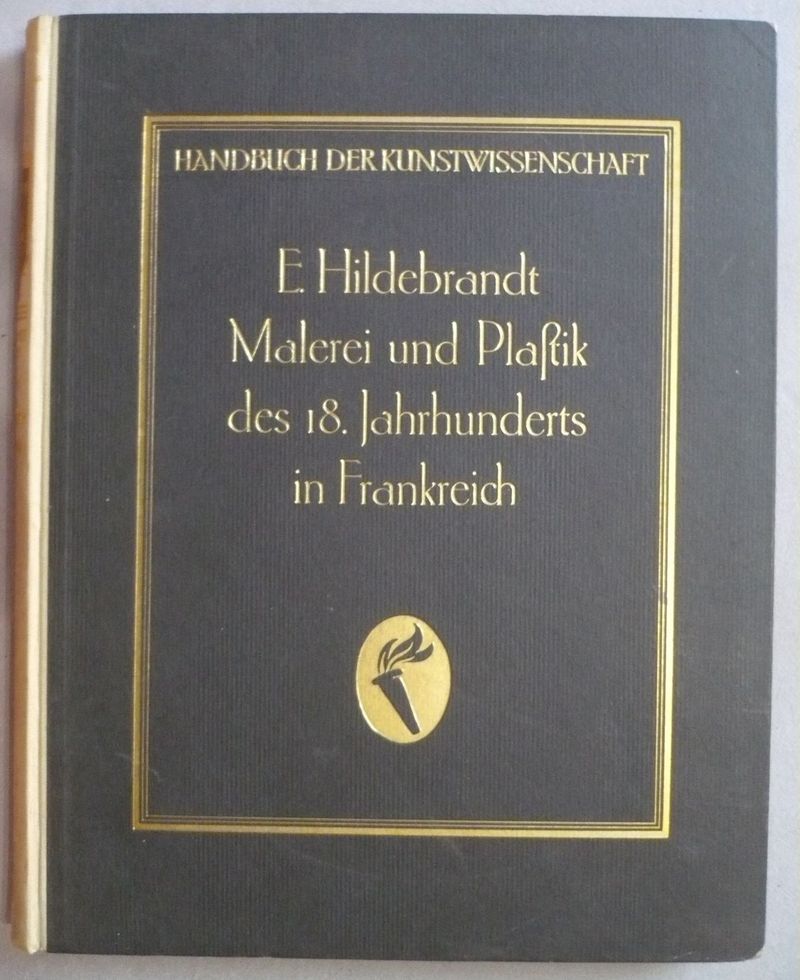 HANDBUCH DER KUNSTWISSENSCHAFT
E. Hildebrandt
Malerei und Plaſtik
des 18. Jahrhunderts
in Frankreich